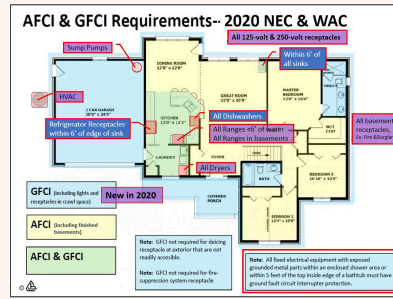 AFCI & GFCI Requirements-- 2020 NEC & WAC
All 125-volt & 250-volt receptacles
Sump Pumps
Within 6' of
all sinks
DINING ROOM
12'8" x 12'0"
GREAT ROOM
MASTER
BEDROOM
HVAC
2 CAR GARAGE
KITCHEN
Refrigerator Receptacles
within 6' of edge of sink
All Dishwashers
All Ranges <6' of water
All Ranges in basements
W/I
CLST
All basement
receptacles,
LAUNDRY
FOYER
All Dryers
BATH
BEDROOM 3
COVERED
PORCH
BEDROOM 2
GFCI (including lights and
receptacles in crawl space)
New in 2020
AFCI (including finished
basements)
AFCI & GFCI
Note: GFCI not required for deicing
receptacle at exterior that are not
readily accessible.
Note: GFCI not required for fire-
suppression system receptacle
Note: All fixed electrical equipment with exposed
grounded metal parts within an enclosed shower area or
within 5 feet of the top inside edge of a bathtub must have
ground fault circuit interrupter protection.
©